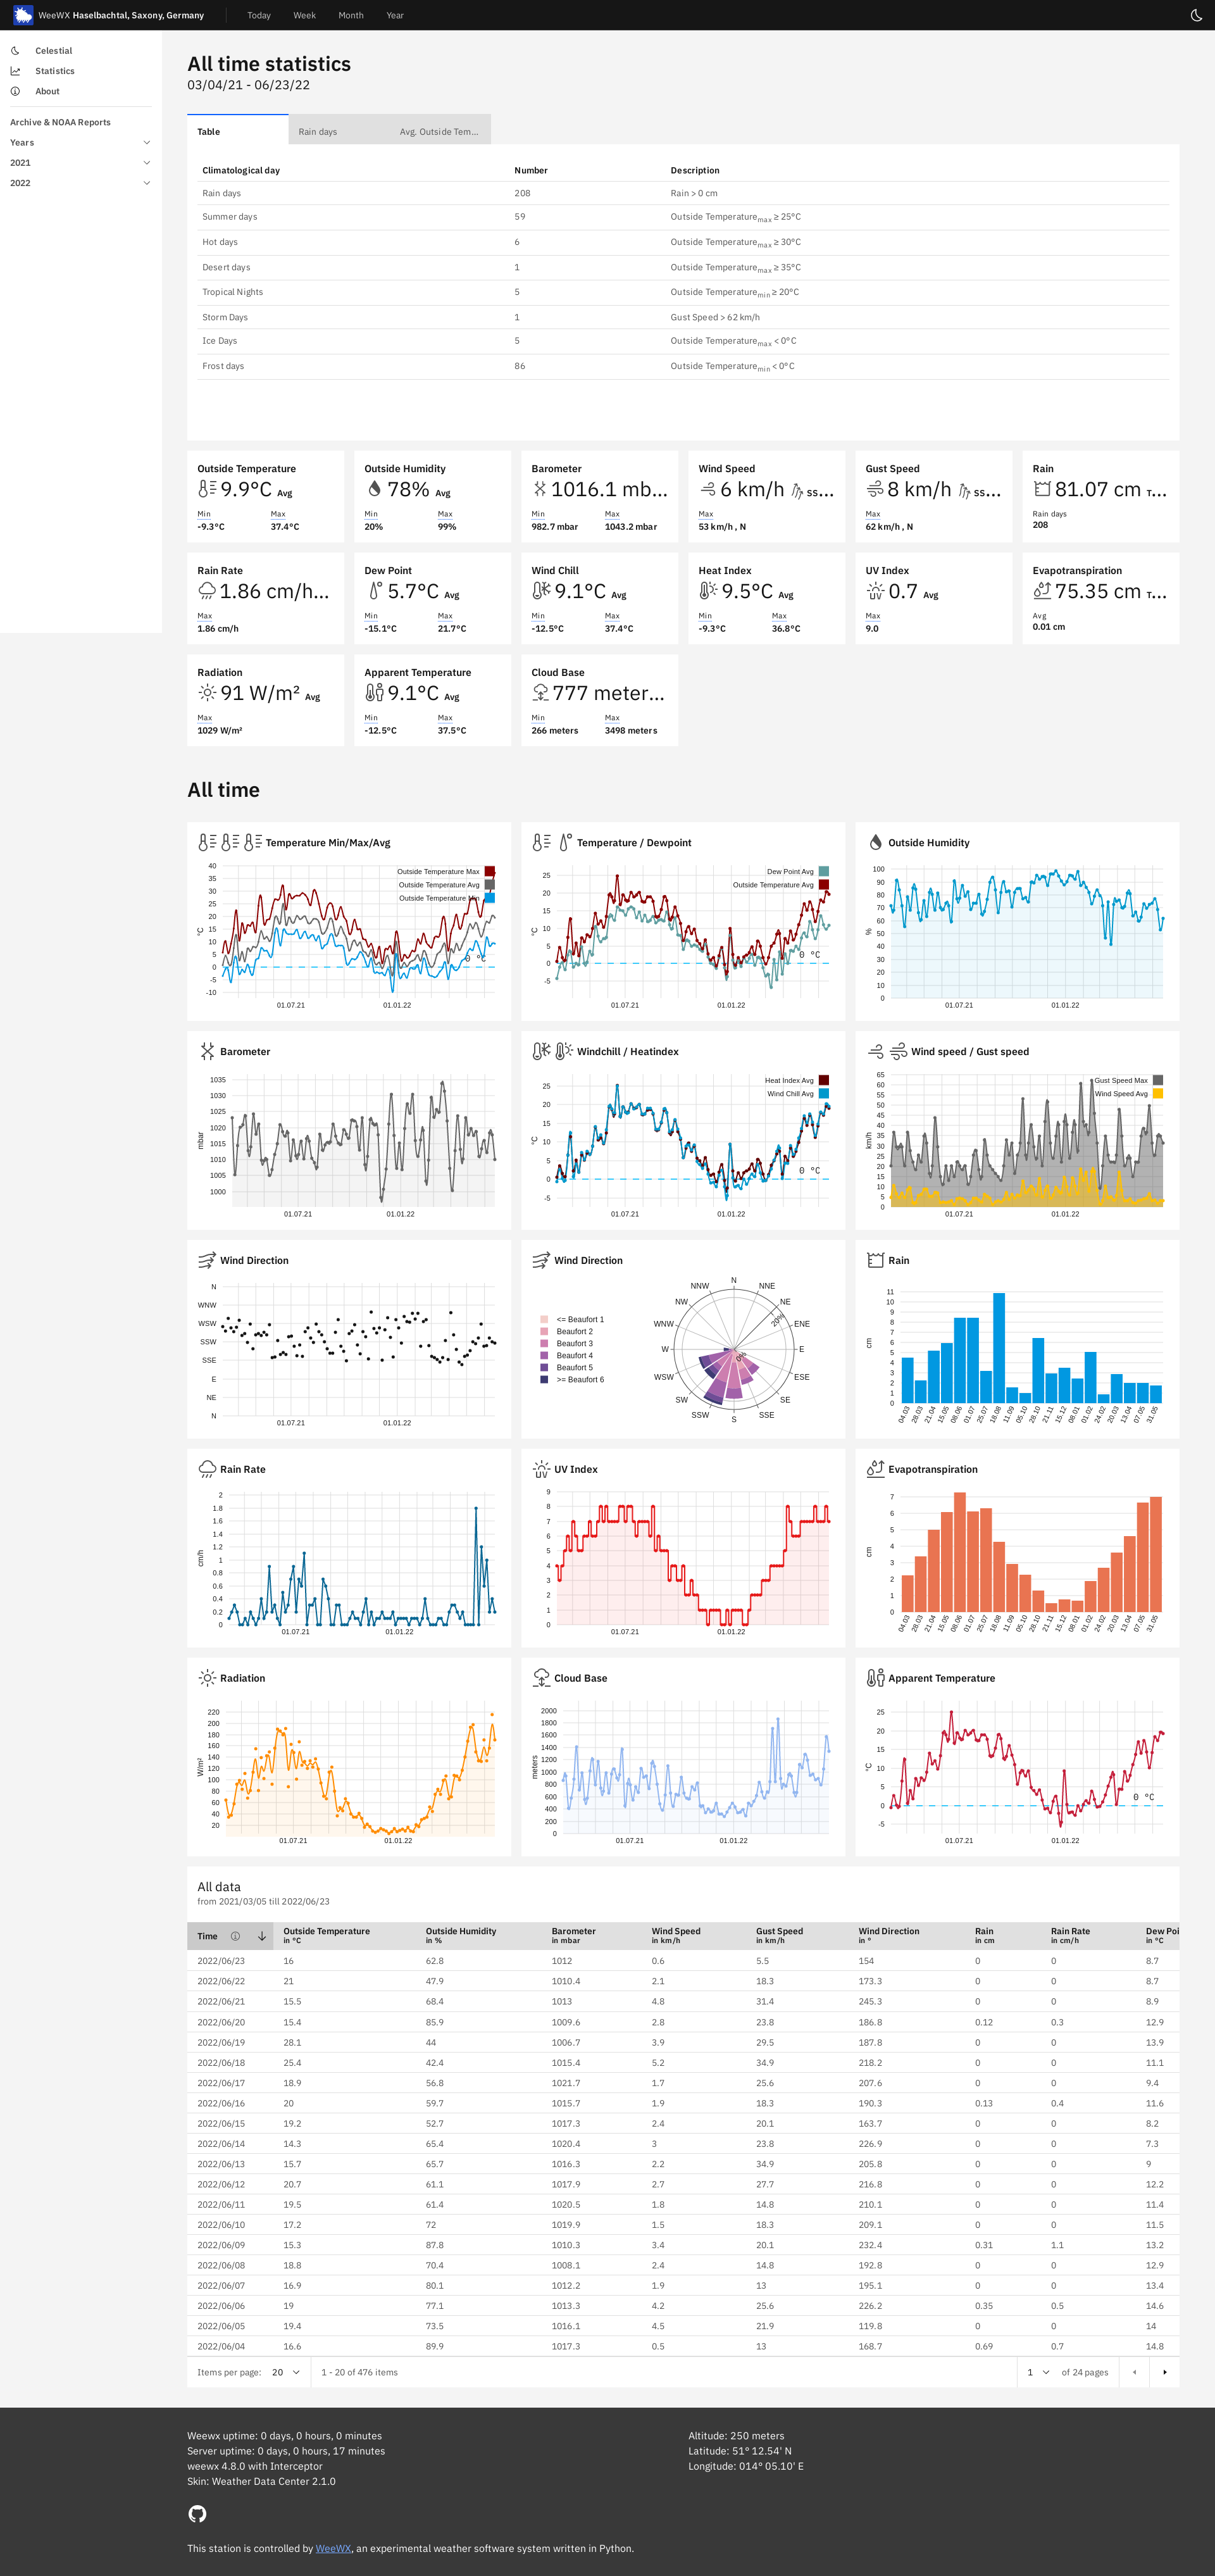 WeeWX Haselbachtal, Saxony, Germany Today Week Month Year
Celestial
Statistics
About
Archive & NOAA Reports
Years
2021
2022
All time statistics
03/04/21 - 06/23/22
Table Rain days Avg. Outside Tem...
Climatological day Number Description
Rain days 208 Rain > 0 cm
Summer days 59 Outside Temperaturemax ≥ 25°C
Hot days 6 Outside Temperaturemax ≥ 30°C
Desert days 1 Outside Temperaturemax ≥ 35°C
Tropical Nights 5 Outside Temperaturemin ≥ 20°C
Storm Days 1 Gust Speed > 62 km/h
Ice Days 5 Outside Temperaturemax < 0°C
Frost days 86 Outside Temperaturemin < 0°C
Outside Temperature
9.9°C Avg
Min Max
-9.3°C 37.4°C
Outside Humidity
78% Avg
Min Max
20% 99%
Barometer
1016.1 mb...
Min Max
982.7 mbar 1043.2 mbar
Wind Speed
6 km/h SS...
Max
53 km/h , N
Gust Speed
8 km/h SS...
Max
62 km/h , N
Rain
81.07 cm T...
Rain days
208
Rain Rate
1.86 cm/h...
Max
1.86 cm/h
Dew Point
5.7°C Avg
Min Max
-15.1°C 21.7°C
Wind Chill
9.1°C Avg
Min Max
-12.5°C 37.4°C
Heat Index
9.5°C Avg
Min Max
-9.3°C 36.8°C
UV Index
0.7 Avg
Max
9.0
Evapotranspiration
75.35 cm T...
Avg
0.01 cm
Radiation
91 W/m² Avg
Max
1029 W/m²
Apparent Temperature
9.1°C Avg
Min Max
-12.5°C 37.5°C
Cloud Base
777 meter...
Min Max
266 meters 3498 meters
All time
Temperature Min/Max/Avg
Outside Temperature Max
Outside Temperature Avg
Outside Temperature Min
°C
40
35
30
25
20
15
10
5
0
-5
-10
0 °C
01.07.21 01.01.22
Temperature / Dewpoint
Dew Point Avg
Outside Temperature Avg
°C
25
20
15
10
5
0
-5
0 °C
01.07.21 01.01.22
Outside Humidity
%
100
90
80
70
60
50
40
30
20
10
0
01.07.21 01.01.22
Barometer
mbar
1035
1030
1025
1020
1015
1010
1005
1000
01.07.21 01.01.22
Windchill / Heatindex
Heat Index Avg
Wind Chill Avg
°C
25
20
15
10
5
0
-5
0 °C
01.07.21 01.01.22
Wind speed / Gust speed
Gust Speed Max
Wind Speed Avg
km/h
65
60
55
50
45
40
35
30
25
20
15
10
5
0
01.07.21 01.01.22
Wind Direction
N
WNW
WSW
SSW
SSE
E
NE
N
01.07.21 01.01.22
Wind Direction
<= Beaufort 1
Beaufort 2
Beaufort 3
Beaufort 4
Beaufort 5
>= Beaufort 6
N
NNE
NE
ENE
E
ESE
SE
SSE
S
SSW
SW
WSW
W
WNW
NW
NNW
20%
0%
Rain
cm
11
10
9
8
7
6
5
4
3
2
1
0
04.03 28.03 21.04 15.05 08.06 01.07 25.07 18.08 11.09 05.10 28.10 21.11 15.12 08.01 01.02 24.02 20.03 13.04 07.05 31.05
Rain Rate
cm/h
2
1.8
1.6
1.4
1.2
1
0.8
0.6
0.4
0.2
0
01.07.21 01.01.22
UV Index
9
8
7
6
5
4
3
2
1
0
01.07.21 01.01.22
Evapotranspiration
cm
7
6
5
4
3
2
1
0
04.03 28.03 21.04 15.05 08.06 01.07 25.07 18.08 11.09 05.10 28.10 21.11 15.12 08.01 01.02 24.02 20.03 13.04 07.05 31.05
Radiation
W/m²
220
200
180
160
140
120
100
80
60
40
20
01.07.21 01.01.22
Cloud Base
meters
2000
1800
1600
1400
1200
1000
800
600
400
200
0
01.07.21 01.01.22
Apparent Temperature
°C
25
20
15
10
5
0
-5
0 °C
01.07.21 01.01.22
All data
from 2021/03/05 till 2022/06/23
Time Outside Temperature Outside Humidity Barometer Wind Speed Gust Speed Wind Direction Rain Rain Rate Dew Poi
in °C in % in mbar in km/h in km/h in ° in cm in cm/h in °C
2022/06/23 16 62.8 1012 0.6 5.5 154 0 0 8.7
2022/06/22 21 47.9 1010.4 2.1 18.3 173.3 0 0 8.7
2022/06/21 15.5 68.4 1013 4.8 31.4 245.3 0 0 8.9
2022/06/20 15.4 85.9 1009.6 2.8 23.8 186.8 0.12 0.3 12.9
2022/06/19 28.1 44 1006.7 3.9 29.5 187.8 0 0 13.9
2022/06/18 25.4 42.4 1015.4 5.2 34.9 218.2 0 0 11.1
2022/06/17 18.9 56.8 1021.7 1.7 25.6 207.6 0 0 9.4
2022/06/16 20 59.7 1015.7 1.9 18.3 190.3 0.13 0.4 11.6
2022/06/15 19.2 52.7 1017.3 2.4 20.1 163.7 0 0 8.2
2022/06/14 14.3 65.4 1020.4 3 23.8 226.9 0 0 7.3
2022/06/13 15.7 65.7 1016.3 2.2 34.9 205.8 0 0 9
2022/06/12 20.7 61.1 1017.9 2.7 27.7 216.8 0 0 12.2
2022/06/11 19.5 61.4 1020.5 1.8 14.8 210.1 0 0 11.4
2022/06/10 17.2 72 1019.9 1.5 18.3 209.1 0 0 11.5
2022/06/09 15.3 87.8 1010.3 3.4 20.1 232.4 0.31 1.1 13.2
2022/06/08 18.8 70.4 1008.1 2.4 14.8 192.8 0 0 12.9
2022/06/07 16.9 80.1 1012.2 1.9 13 195.1 0 0 13.4
2022/06/06 19 77.1 1013.3 4.2 25.6 226.2 0.35 0.5 14.6
2022/06/05 19.4 73.5 1016.1 4.5 21.9 119.8 0 0 14
2022/06/04 16.6 89.9 1017.3 0.5 13 168.7 0.69 0.7 14.8
Items per page: 20 1 - 20 of 476 items 1 of 24 pages
Weewx uptime: 0 days, 0 hours, 0 minutes
Server uptime: 0 days, 0 hours, 17 minutes
weewx 4.8.0 with Interceptor
Skin: Weather Data Center 2.1.0
Altitude: 250 meters
Latitude: 51° 12.54' N
Longitude: 014° 05.10' E
This station is controlled by WeeWX, an experimental weather software system written in Python.